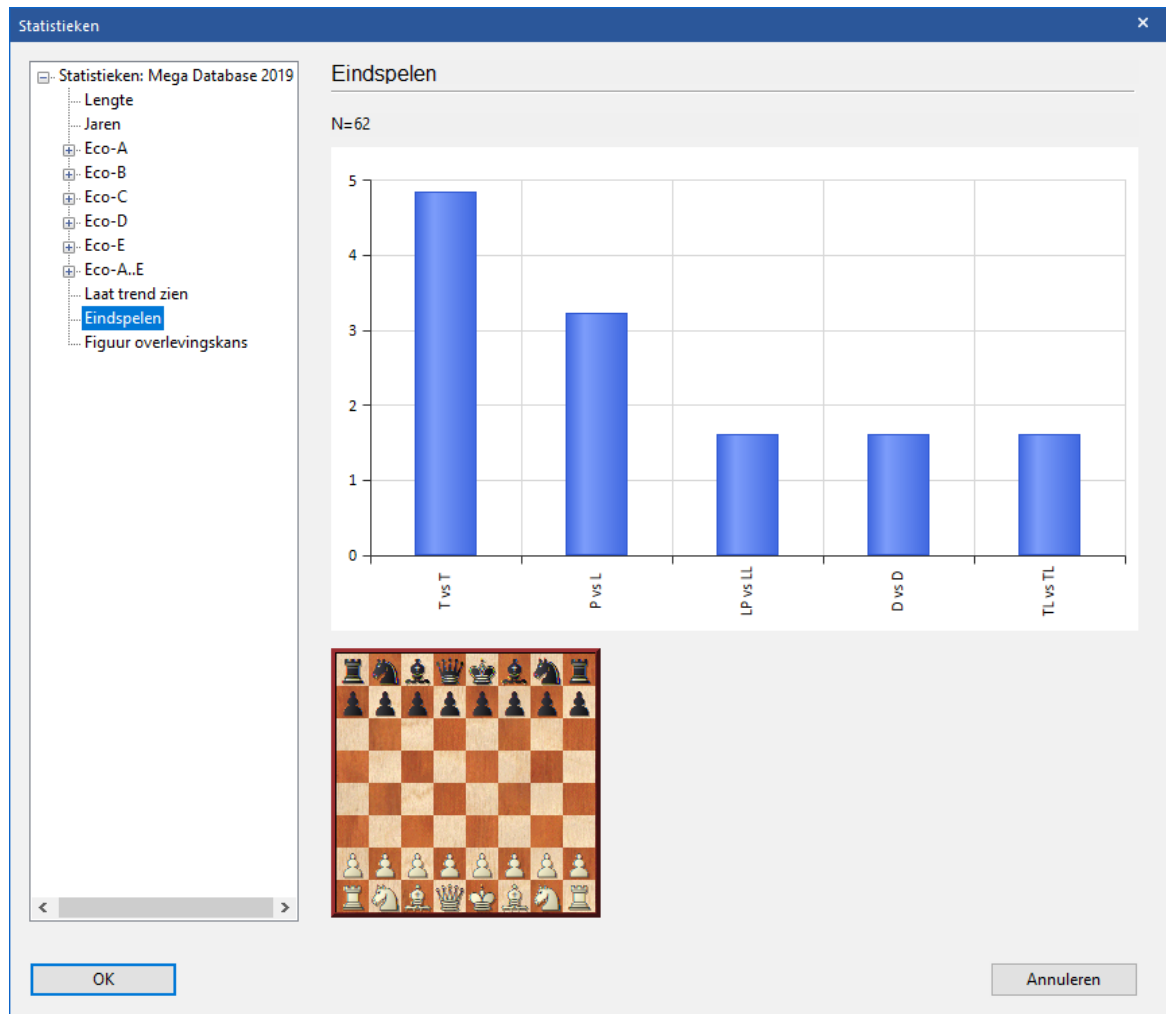 Statistieken
Statistieken: Mega Database 2019
Lengte
Jaren
Eco-A
Eco-B
Eco-C
Eco-D
Eco-E
Eco-A..E
Laat trend zien
Eindspelen
Figuur overlevingskans
Eindspelen
N=62
5
4
3
2
1
0
T vs T
P vs L
LP vs LL
D vs D
TL vs TL
OK
Annuleren